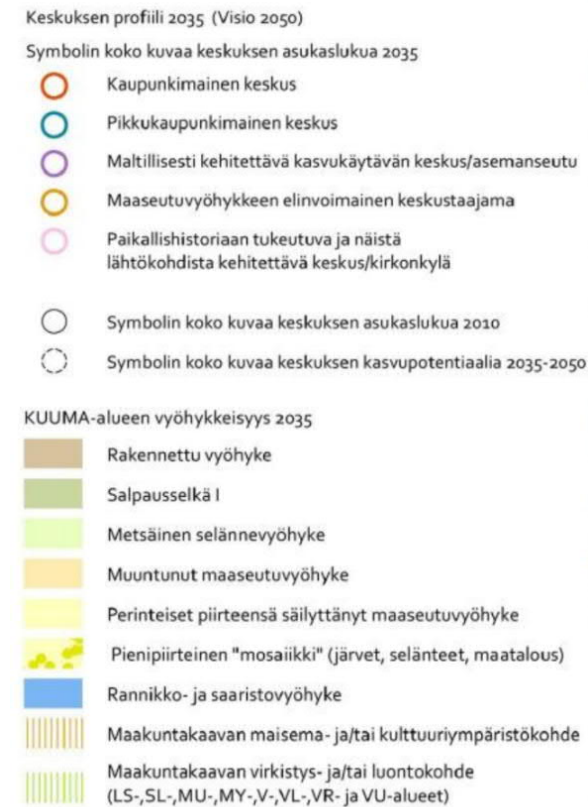 Keskuksen profiili 2035 (Visio 2050)
Symbolin koko kuvaa keskuksen asukaslukua 2035
Kaupunkimainen keskus
Pikkukaupunkimainen keskus
Maltillisesti kehitettävä kasvukäytävän keskus/asemanseutu
Maaseutuvyöhykkeen elinvoimainen keskustaajama
Paikallishistoriaan tukeutuva ja näistä
lähtökohdista kehitettävä keskus/kirkonkylä
Symbolin koko kuvaa keskuksen asukaslukua 2010
Symbolin koko kuvaa keskuksen kasvupotentiaalia 2035-2050
KUUMA-alueen vyöhykkeisyys 2035
Rakennettu vyöhyke
Salpausselkä I
Metsäinen selännevyöhyke
Muuntunut maaseutuvyöhyke
Perinteiset piirteensä säilyttänyt maaseutuvyöhyke
Pienipiirteinen "mosaiikki" (järvet, selänteet, maatalous)
Rannikko- ja saaristovyöhyke
Maakuntakaavan maisema- ja/tai kulttuuriympäristökohde
Maakuntakaavan virkistys- ja/tai luontokohde
(LS-,SL-,MU-,MY-,V-,VL-,VR- ja VU-alueet)